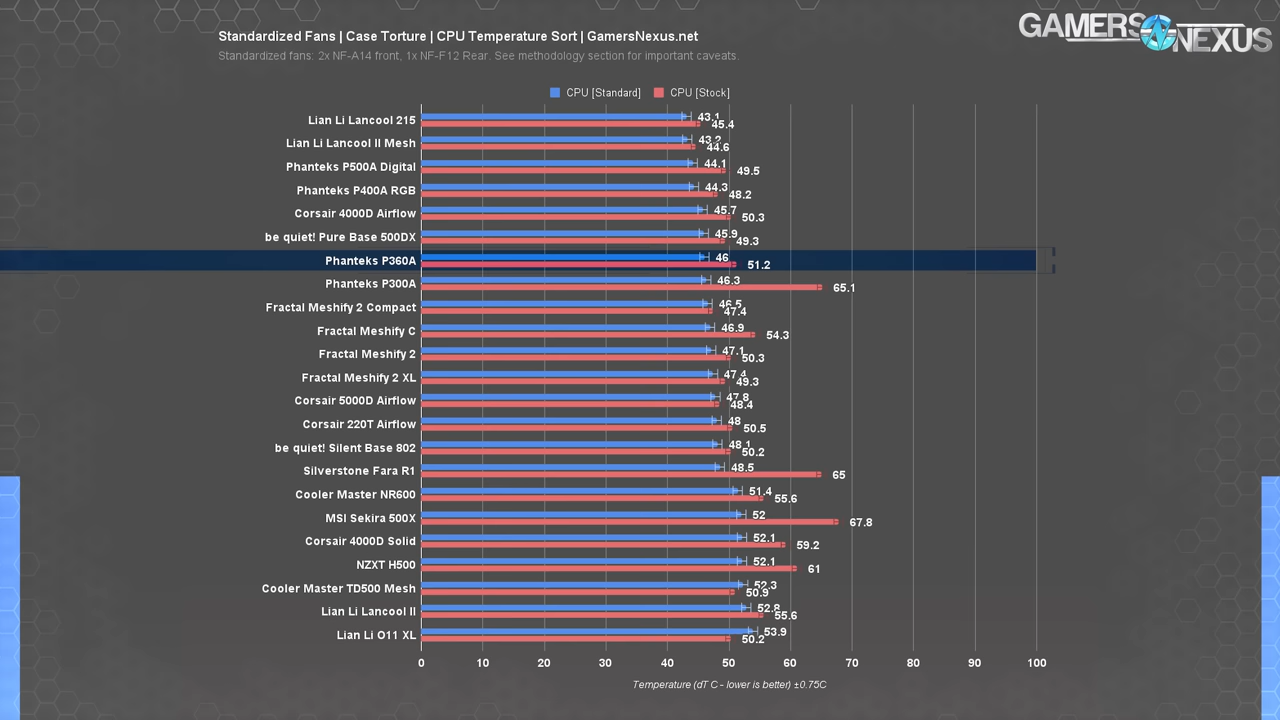 GAMERS NEXUS
Standardized Fans | Case Torture | CPU Temperature Sort | GamersNexus.net
Standardized fans: 2x NF-A14 front, 1x NF-F12 Rear. See methodology section for important caveats.
CPU [Standard] CPU [Stock]
Lian Li Lancool 215 43.1 45.4
Lian Li Lancool II Mesh 43.2 44.6
Phanteks P500A Digital 44.1 49.5
Phanteks P400A RGB 44.3 48.2
Corsair 4000D Airflow 45.7 50.3
be quiet! Pure Base 500DX 45.9 49.3
Phanteks P360A 46 51.2
Phanteks P300A 46.3 65.1
Fractal Meshify 2 Compact 46.5 47.4
Fractal Meshify C 46.9 54.3
Fractal Meshify 2 47.1 50.3
Fractal Meshify 2 XL 47.4 49.3
Corsair 5000D Airflow 47.8 48.4
Corsair 220T Airflow 48 50.5
be quiet! Silent Base 802 48.1 50.2
Silverstone Fara R1 48.5 65
Cooler Master NR600 51.4 55.6
MSI Sekira 500X 52 67.8
Corsair 4000D Solid 52.1 59.2
NZXT H500 52.1 61
Cooler Master TD500 Mesh 52.3 50.9
Lian Li Lancool II 52.8 55.6
Lian Li O11 XL 53.9 50.2
0 10 20 30 40 50 60 70 80 90 100
Temperature (dT C - lower is better) ±0.75C